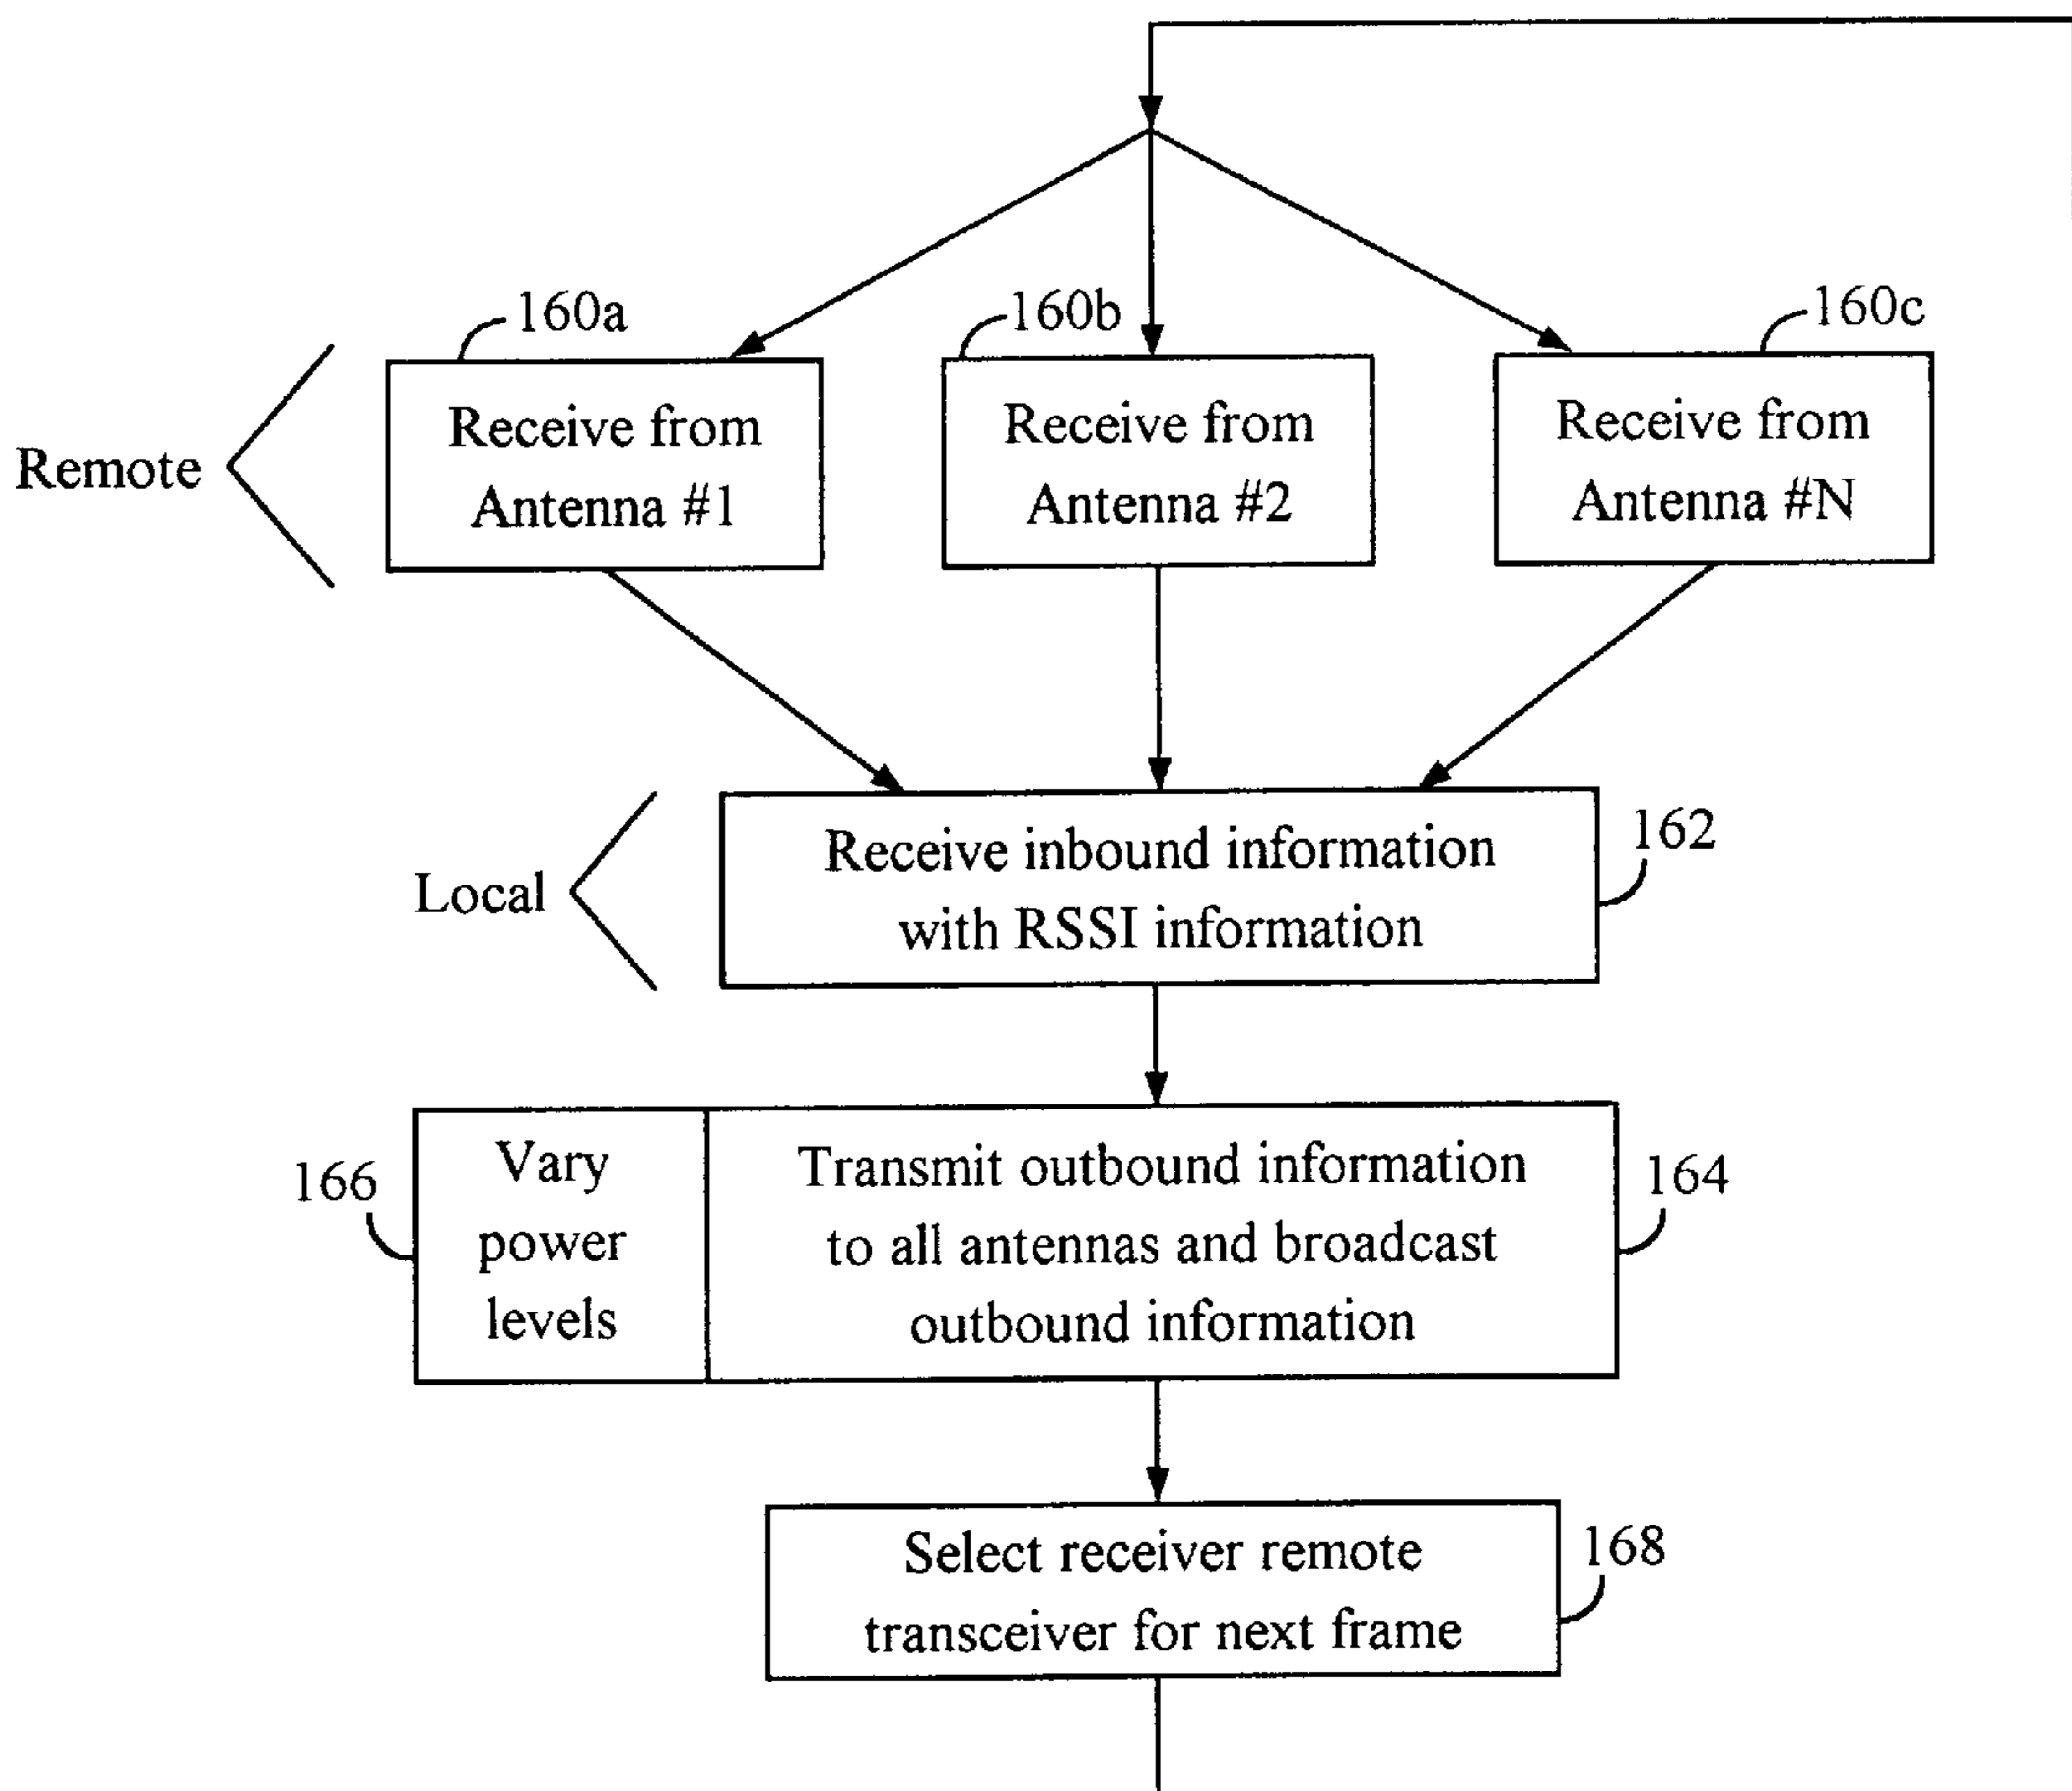 160a
160b
160c
Remote
Receive from
Antenna #1
Receive from
Antenna #2
Receive from
Antenna #N
Local
Receive inbound information
with RSSI information
162
166
Vary
power
levels
Transmit outbound information
to all antennas and broadcast
outbound information
164
Select receiver remote
transceiver for next frame
168